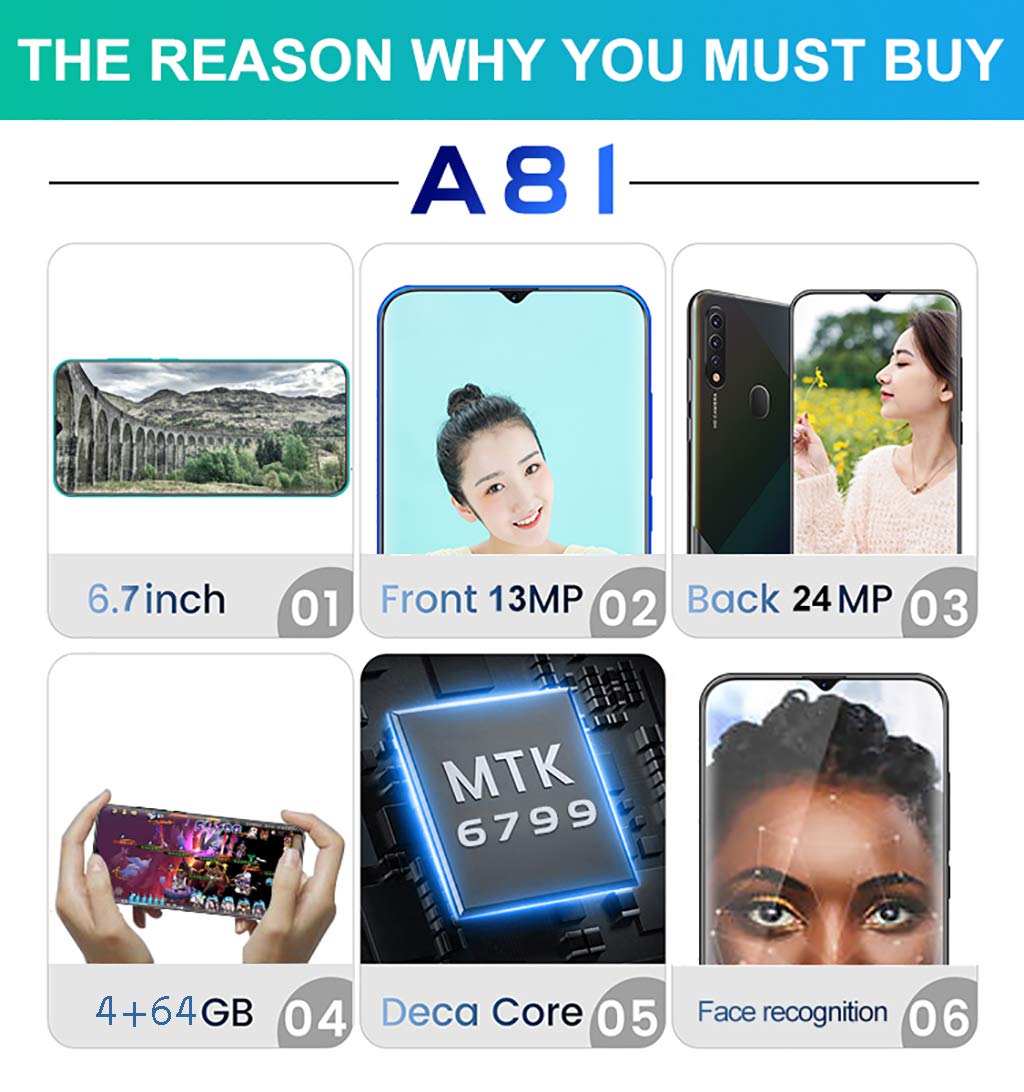 THE REASON WHY YOU MUST BUY
A81
6.7inch 01
Front 13MP 02
Back 24MP 03
4+64GB 04
MTK
6799
Deca Core 05
Face recognition 06